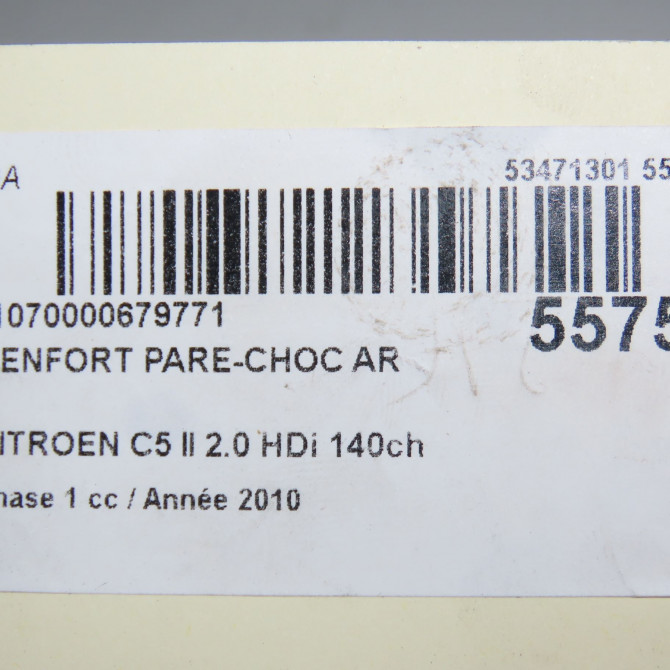 A 53471301 55
1070000679771 5575
ENFORT PARE-CHOC AR
ITROEN C5 II 2.0 HDi 140ch
hase 1 cc / Année 2010